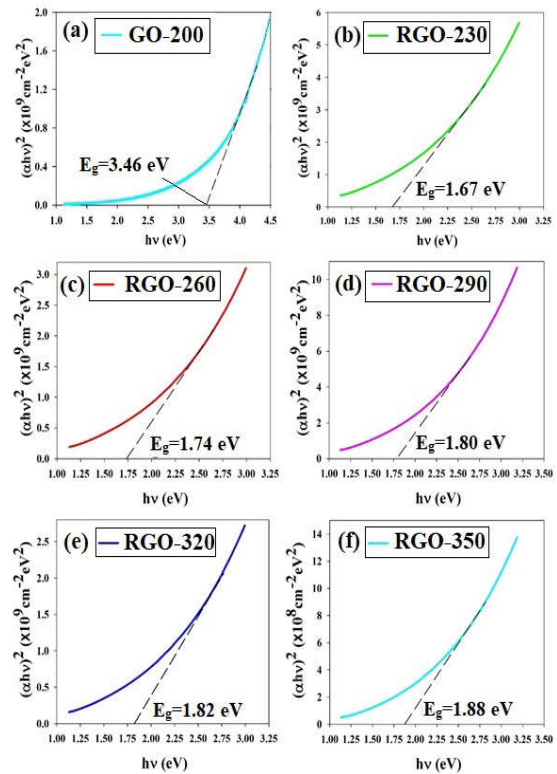 (a) GO-200
(αhν)² (x10⁹cm⁻²eV²)
2.0
1.6
1.2
0.8
0.4
0.0
E_g=3.46 eV
1.0 1.5 2.0 2.5 3.0 3.5 4.0 4.5
hν (eV)
(b) RGO-230
(αhν)² (x10⁹cm⁻²eV²)
6
5
4
3
2
1
0
E_g=1.67 eV
1.00 1.25 1.50 1.75 2.00 2.25 2.50 2.75 3.00 3.25
hν (eV)
(c) RGO-260
(αhν)² (x10⁹cm⁻²eV²)
3.0
2.5
2.0
1.5
1.0
0.5
0.0
E_g=1.74 eV
1.00 1.25 1.50 1.75 2.00 2.25 2.50 2.75 3.00 3.25
hν (eV)
(d) RGO-290
(αhν)² (x10⁹cm⁻²eV²)
10
8
6
4
2
0
E_g=1.80 eV
1.00 1.25 1.50 1.75 2.00 2.25 2.50 2.75 3.00 3.25 3.50
hν (eV)
(e) RGO-320
(αhν)² (x10⁹cm⁻²eV²)
2.5
2.0
1.5
1.0
0.5
0.0
E_g=1.82 eV
1.00 1.25 1.50 1.75 2.00 2.25 2.50 2.75 3.00 3.25
hν (eV)
(f) RGO-350
(αhν)² (x10⁸cm⁻²eV²)
14
12
10
8
6
4
2
0
E_g=1.88 eV
1.00 1.25 1.50 1.75 2.00 2.25 2.50 2.75 3.00 3.25 3.50
hν (eV)